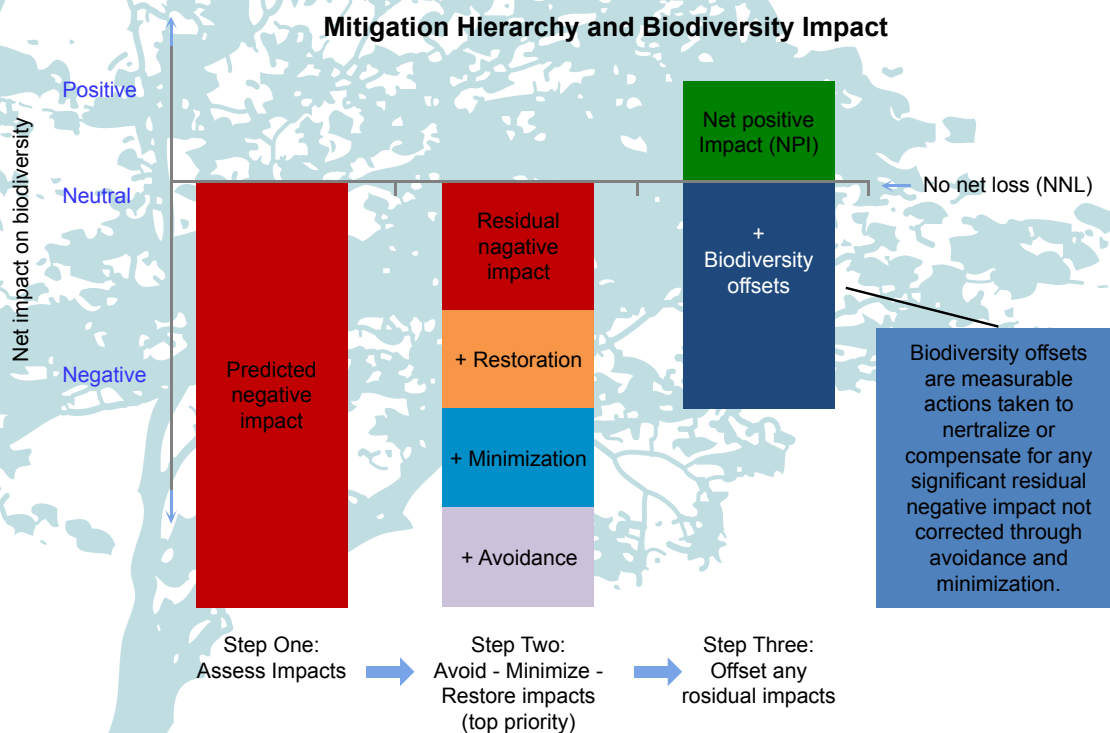 Mitigation Hierarchy and Biodiversity Impact
Net impact on biodiversity
Positive
Neutral
Negative
Predicted
negative
impact
Residual
nagative
impact
+ Restoration
+ Minimization
+ Avoidance
Net positive
Impact (NPI)
+
Biodiversity
offsets
No net loss (NNL)
Biodiversity offsets
are measurable
actions taken to
nertralize or
compensate for any
significant residual
negative impact not
corrected through
avoidance and
minimization.
Step One:
Assess Impacts
Step Two:
Avoid - Minimize -
Restore impacts
(top priority)
Step Three:
Offset any
rosidual impacts